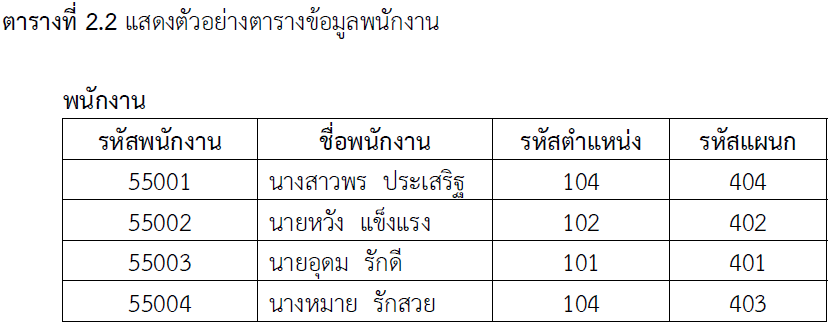 ตารางที่ 2.2 แสดงตัวอย่างตารางข้อมูลพนักงาน
พนักงาน
รหัสพนักงาน ชื่อพนักงาน รหัสตำแหน่ง รหัสแผนก
55001 นางสาวพร ประเสริฐ 104 404
55002 นายหวัง แข็งแรง 102 402
55003 นายอุดม รักดี 101 401
55004 นางหมาย รักสวย 104 403